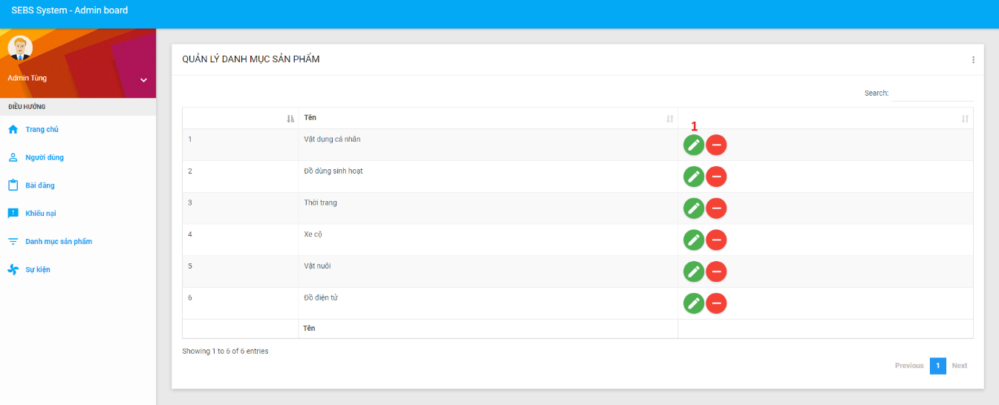 SEBS System - Admin board
Admin Tùng
ĐIỀU HƯỚNG
Trang chủ
Người dùng
Bài đăng
Khiếu nại
Danh mục sản phẩm
Sự kiện
QUẢN LÝ DANH MỤC SẢN PHẨM
Search:
Tên
1
1 Vật dụng cá nhân
2 Đồ dùng sinh hoạt
3 Thời trang
4 Xe cộ
5 Vật nuôi
6 Đồ điện tử
Tên
Showing 1 to 6 of 6 entries
Previous 1 Next